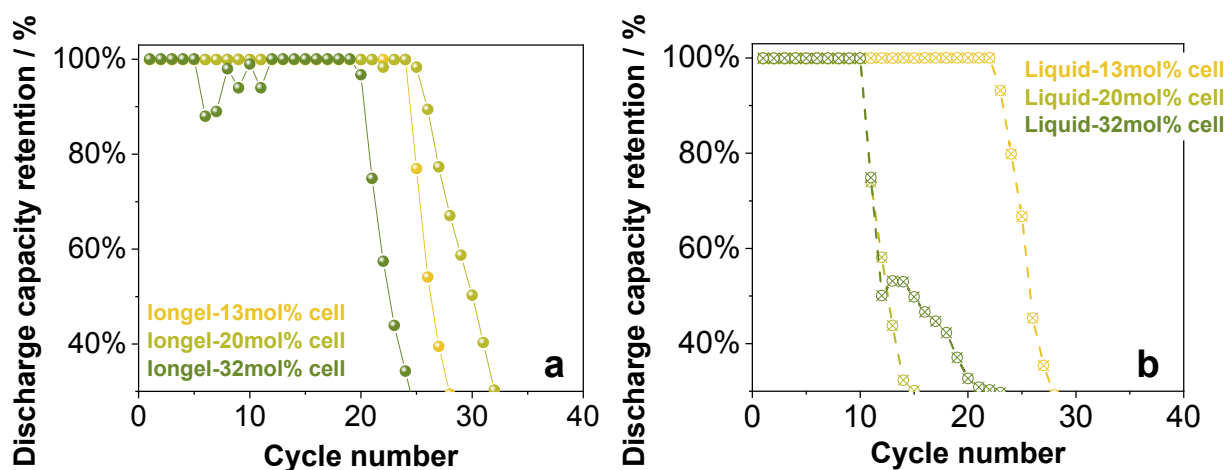 Discharge capacity retention / %
100%
80%
60%
40%
Iongel-13mol% cell
Iongel-20mol% cell
Iongel-32mol% cell
a
0
10
20
30
40
Cycle number
Discharge capacity retention / %
100%
80%
60%
40%
Liquid-13mol% cell
Liquid-20mol% cell
Liquid-32mol% cell
b
0
10
20
30
40
Cycle number